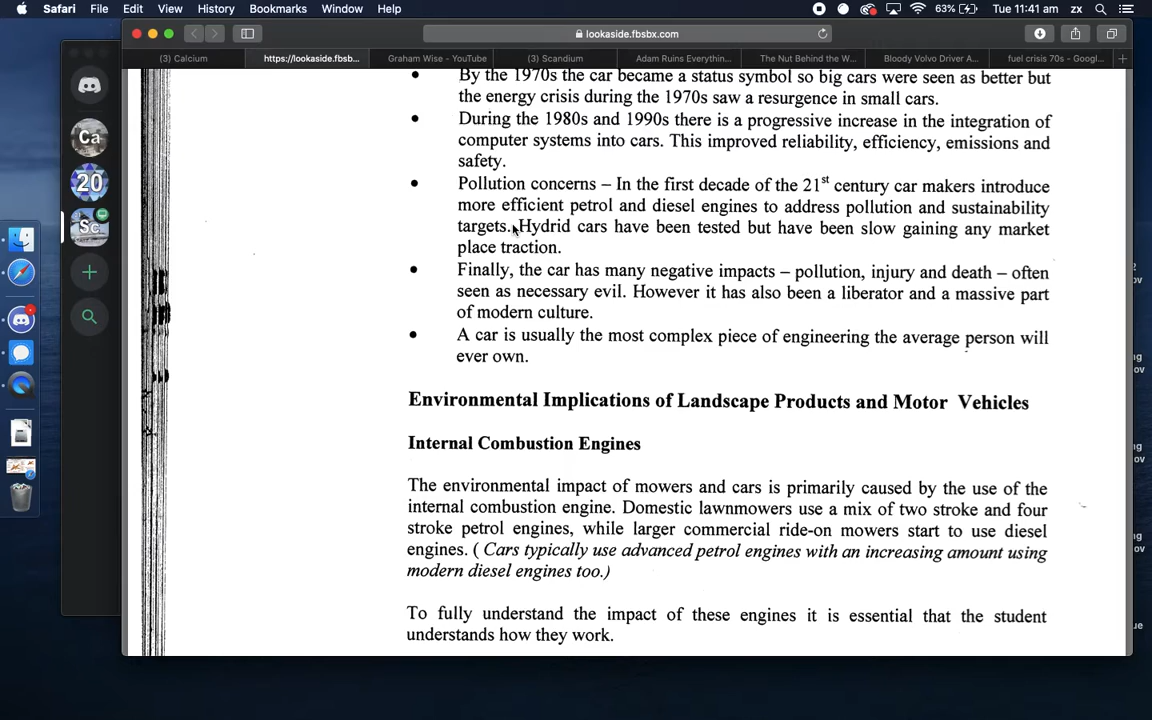 Safari File Edit View History Bookmarks Window Help 63% Tue 11:41 am zx
lookaside.fbsbx.com
(3) Calcium https://lookaside.fbsb... Graham Wise - YouTube (3) Scandium Adam Ruins Everythin... The Nut Behind the W... Bloody Volvo Driver A... fuel crisis 70s - Googl...
Ca
20
Sc
• By the 1970s the car became a status symbol so big cars were seen as better but
the energy crisis during the 1970s saw a resurgence in small cars.
• During the 1980s and 1990s there is a progressive increase in the integration of
computer systems into cars. This improved reliability, efficiency, emissions and
safety.
• Pollution concerns – In the first decade of the 21st century car makers introduce
more efficient petrol and diesel engines to address pollution and sustainability
targets. Hydrid cars have been tested but have been slow gaining any market
place traction.
• Finally, the car has many negative impacts – pollution, injury and death – often
seen as necessary evil. However it has also been a liberator and a massive part
of modern culture.
• A car is usually the most complex piece of engineering the average person will
ever own.
Environmental Implications of Landscape Products and Motor Vehicles
Internal Combustion Engines
The environmental impact of mowers and cars is primarily caused by the use of the
internal combustion engine. Domestic lawnmowers use a mix of two stroke and four
stroke petrol engines, while larger commercial ride-on mowers start to use diesel
engines. ( Cars typically use advanced petrol engines with an increasing amount using
modern diesel engines too.)
To fully understand the impact of these engines it is essential that the student
understands how they work.